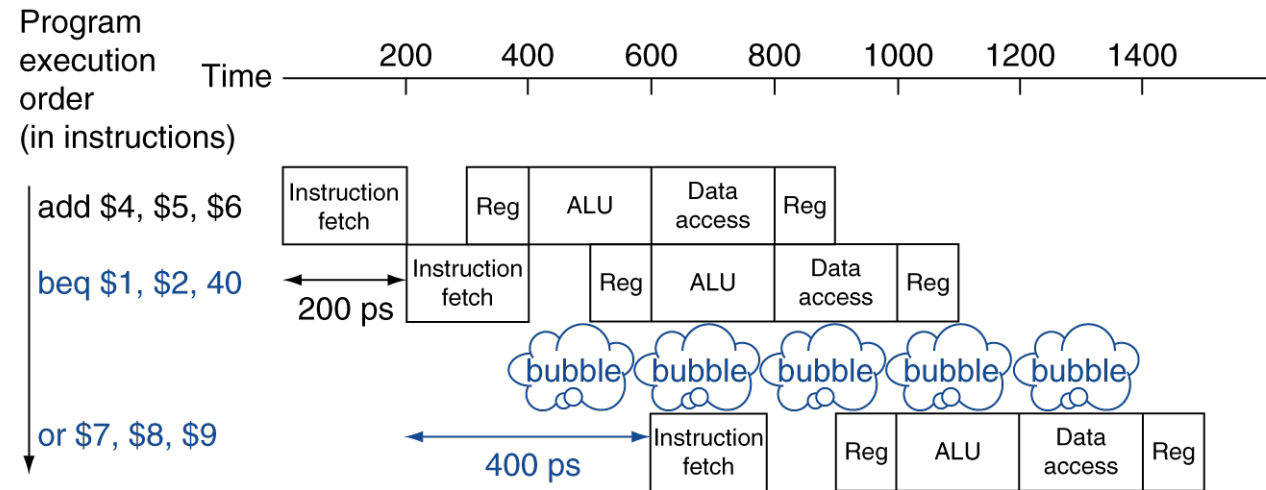 Program
execution
order
(in instructions)
Time
200 400 600 800 1000 1200 1400
add $4, $5, $6
Instruction
fetch
Reg
ALU
Data
access
Reg
beq $1, $2, 40
200 ps
Instruction
fetch
Reg
ALU
Data
access
Reg
bubble bubble bubble bubble bubble
or $7, $8, $9
400 ps
Instruction
fetch
Reg
ALU
Data
access
Reg